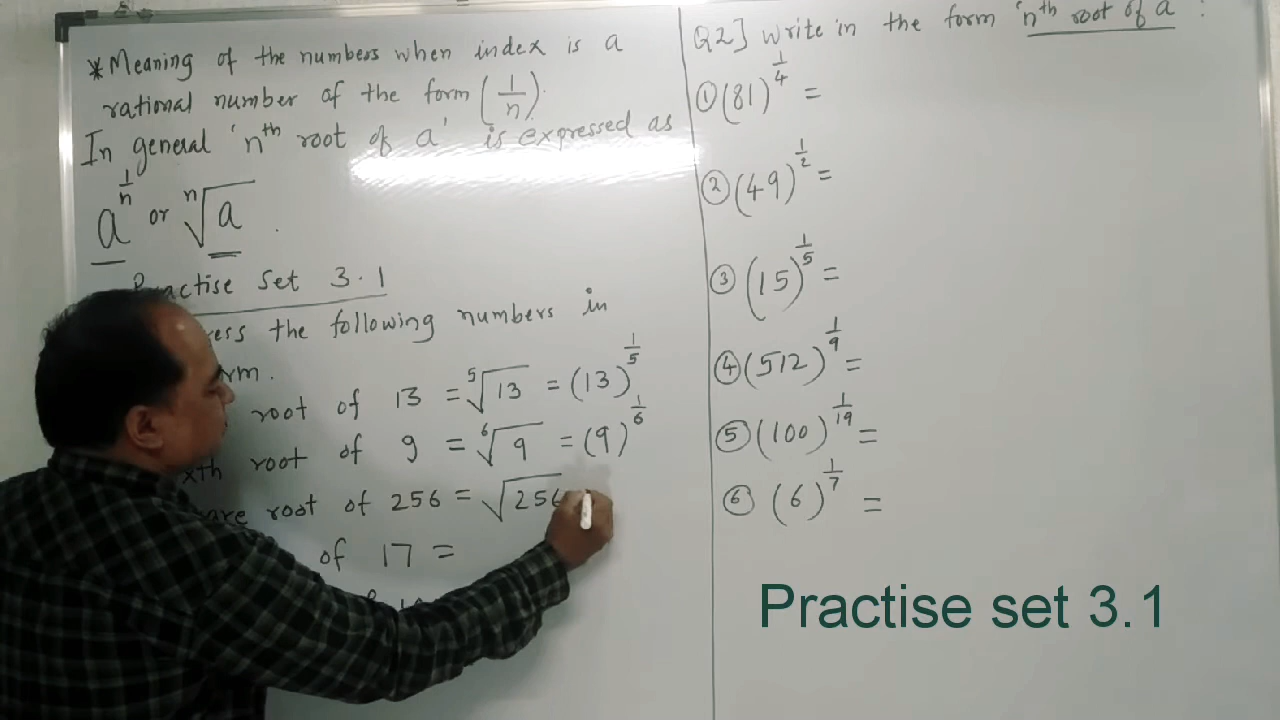 * Meaning of the numbers when index is a
rational number of the form (1/n).
In general 'nth root of a' is expressed as
a^(1/n) or ⁿ√a .
Practise Set 3.1
the following numbers in
root of 13 = ⁵√13 = (13)^(1/5)
root of 9 = ⁶√9 = (9)^(1/6)
root of 256 = √256
of 17 =
Q2] Write in the form 'nth root of a' :
① (81)^(1/4) =
② (49)^(1/2) =
③ (15)^(1/5) =
④ (512)^(1/9) =
⑤ (100)^(1/19) =
⑥ (6)^(1/7) =
Practise set 3.1